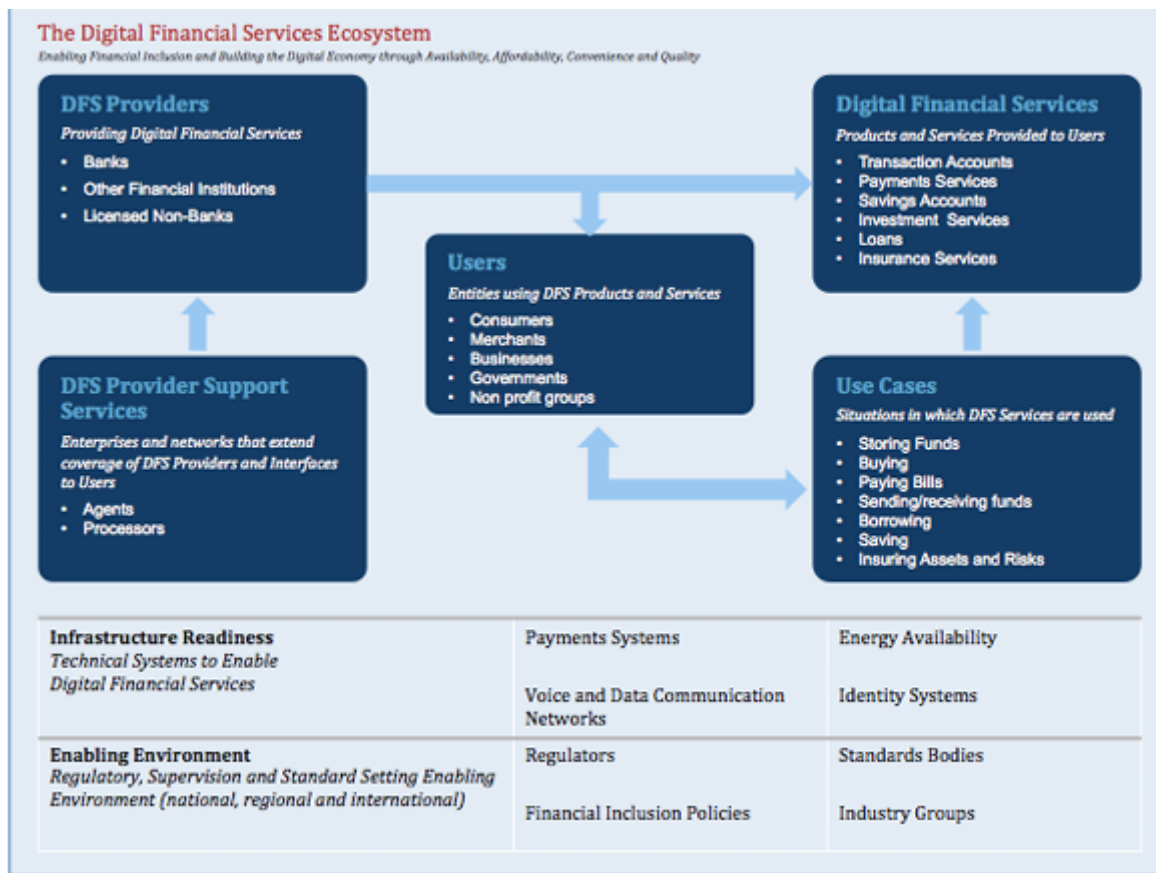 The Digital Financial Services Ecosystem
Enabling Financial Inclusion and Building the Digital Economy through Availability, Affordability, Convenience and Quality
DFS Providers
Providing Digital Financial Services
• Banks
• Other Financial Institutions
• Licensed Non-Banks
Digital Financial Services
Products and Services Provided to Users
• Transaction Accounts
• Payments Services
• Savings Accounts
• Investment Services
• Loans
• Insurance Services
Users
Entities using DFS Products and Services
• Consumers
• Merchants
• Businesses
• Governments
• Non profit groups
DFS Provider Support
Services
Enterprises and networks that extend
coverage of DFS Providers and Interfaces
to Users
• Agents
• Processors
Use Cases
Situations in which DFS Services are used
• Storing Funds
• Buying
• Paying Bills
• Sending/receiving funds
• Borrowing
• Saving
• Insuring Assets and Risks
Infrastructure Readiness
Technical Systems to Enable
Digital Financial Services
Payments Systems
Voice and Data Communication
Networks
Energy Availability
Identity Systems
Enabling Environment
Regulatory, Supervision and Standard Setting Enabling
Environment (national, regional and international)
Regulators
Financial Inclusion Policies
Standards Bodies
Industry Groups